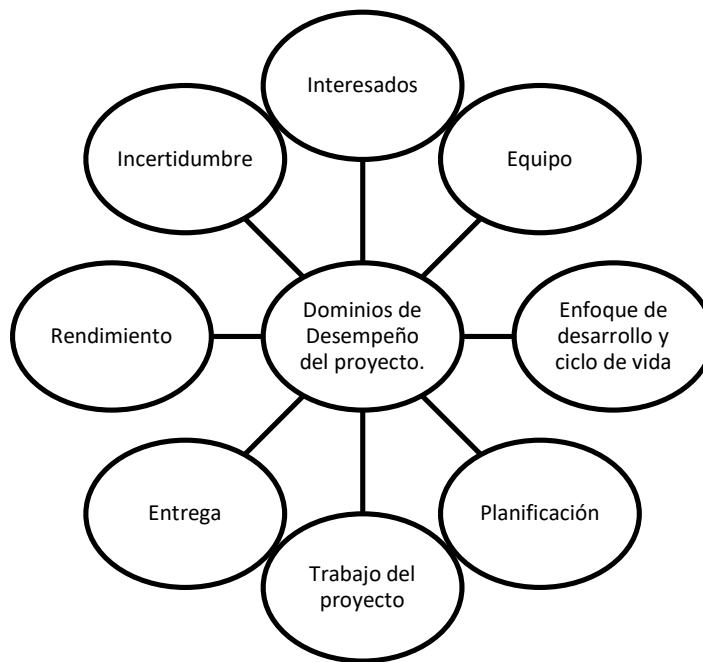 Interesados
Incertidumbre
Equipo
Rendimiento
Dominios de
Desempeño
del proyecto.
Enfoque de
desarrollo y
ciclo de vida
Entrega
Planificación
Trabajo del
proyecto